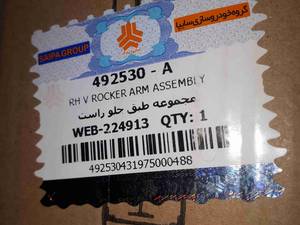 گروه خودروسازی سایپا
SAIPA GROUP
492530 - A
RH V ROCKER ARM ASSEMBLY
مجموعه طبق جلو راست
WEB-224913 QTY: 1
492530431975000488